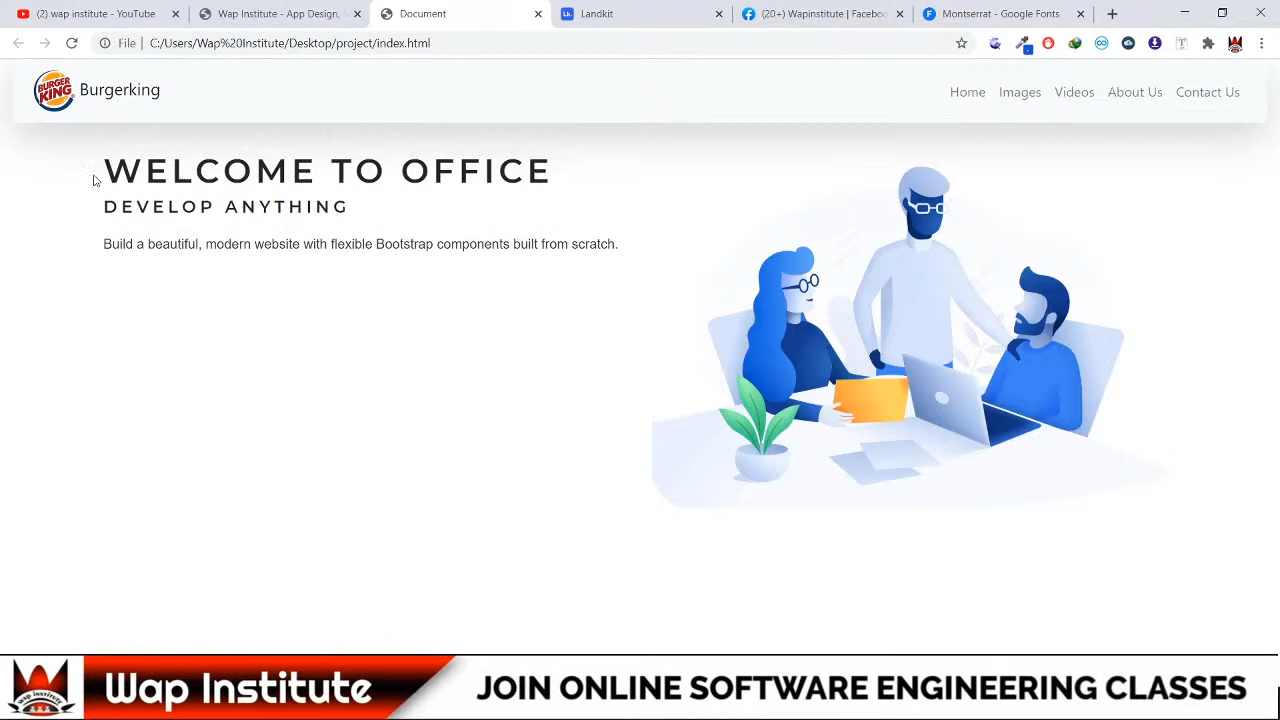 (2) wap institute - YouTube
Wap Institute - App Design,
Document
Landkit
(20+) Wapinstitute | Faceboo
Montserrat - Google Fonts
File
C:/Users/Wap%20Institute/Desktop/project/index.html
BURGER KING
Burgerking
Home
Images
Videos
About Us
Contact Us
WELCOME TO OFFICE
DEVELOP ANYTHING
Build a beautiful, modern website with flexible Bootstrap components built from scratch.
WAP INSTITUTE
Wap Institute
JOIN ONLINE SOFTWARE ENGINEERING CLASSES